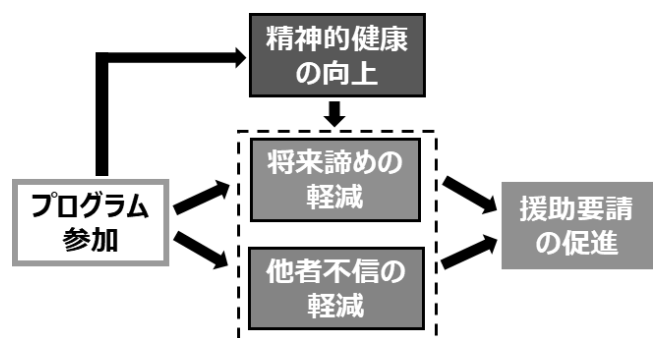 精神的健康
の向上
将来諦めの
軽減
プログラム
参加
援助要請
の促進
他者不信の
軽減